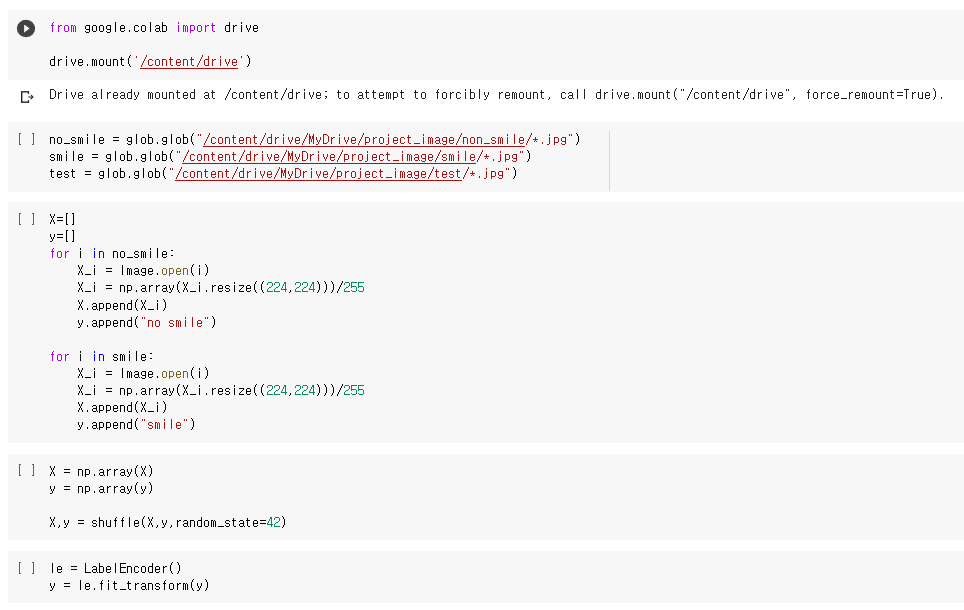 from google.colab import drive
drive.mount('/content/drive')
Drive already mounted at /content/drive; to attempt to forcibly remount, call drive.mount("/content/drive", force_remount=True).
[ ] no_smile = glob.glob("/content/drive/MyDrive/project_image/non_smile/*.jpg")
smile = glob.glob("/content/drive/MyDrive/project_image/smile/*.jpg")
test = glob.glob("/content/drive/MyDrive/project_image/test/*.jpg")
[ ] X=[]
y=[]
for i in no_smile:
    X_i = Image.open(i)
    X_i = np.array(X_i.resize((224,224)))/255
    X.append(X_i)
    y.append("no smile")
for i in smile:
    X_i = Image.open(i)
    X_i = np.array(X_i.resize((224,224)))/255
    X.append(X_i)
    y.append("smile")
[ ] X = np.array(X)
y = np.array(y)
X,y = shuffle(X,y,random_state=42)
[ ] le = LabelEncoder()
y = le.fit_transform(y)